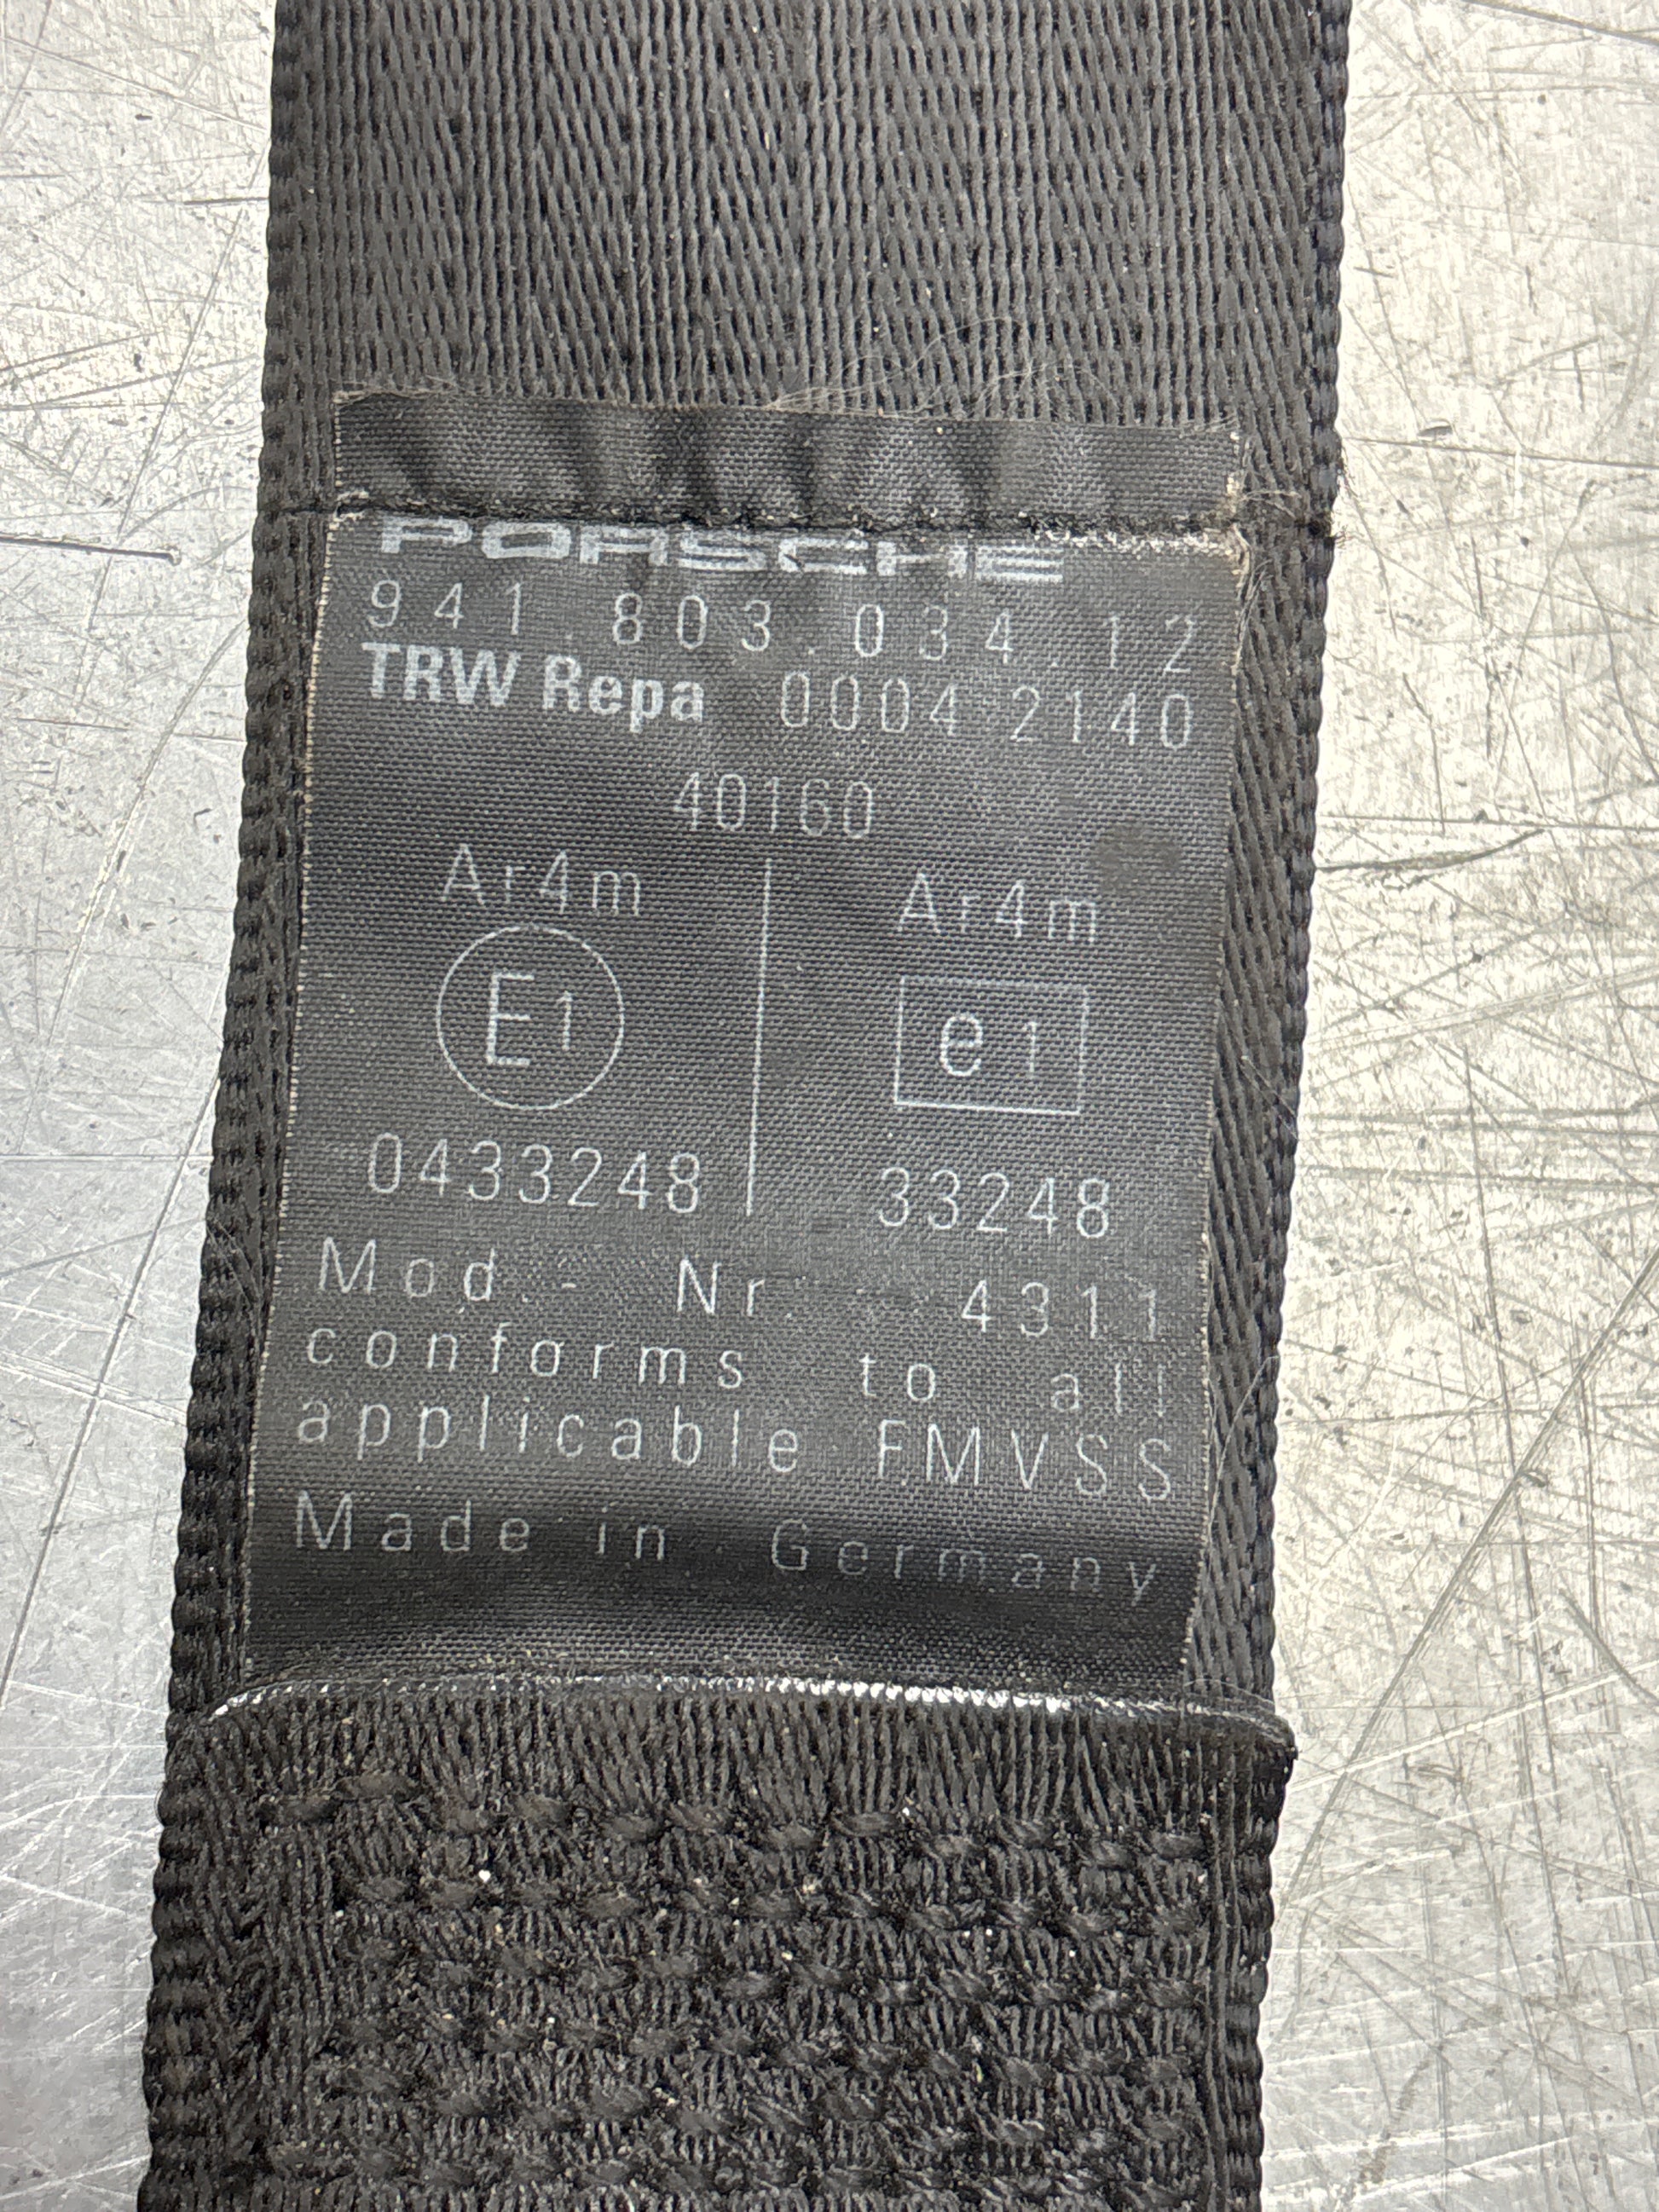 PORSCHE
941.803.034.12
TRW Repa 0004 2140
40160
Ar4m
E1
0433248
Ar4m
e1
33248
Mod.- Nr. 4311
conforms to all
applicable FMVSS
Made in Germany